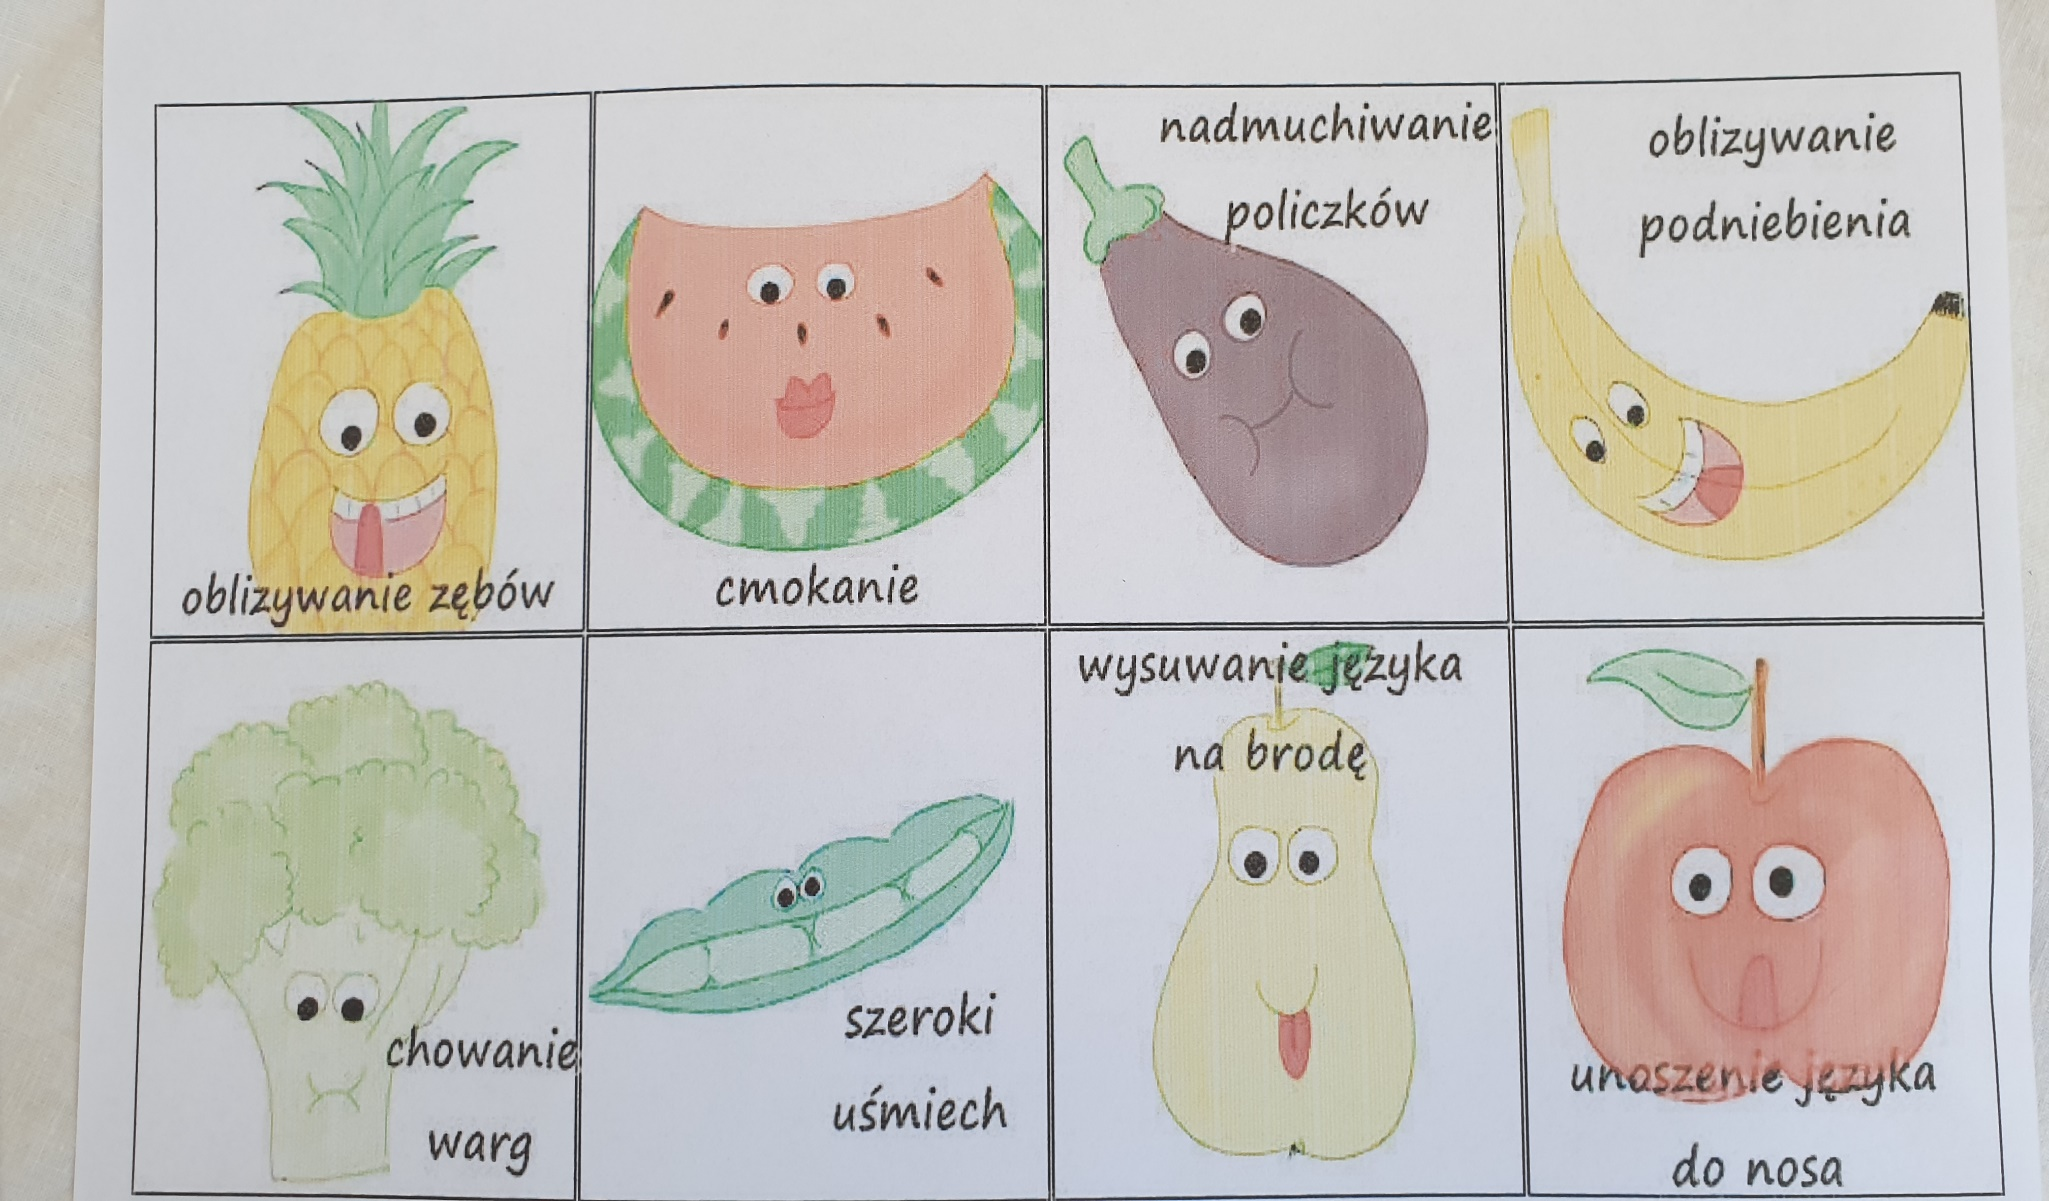 oblizywanie zębów
cmokanie
nadmuchiwanie
policzków
oblizywanie
podniebienia
chowanie
warg
szeroki
uśmiech
wysuwanie języka
na brodę
unoszenie języka
do nosa